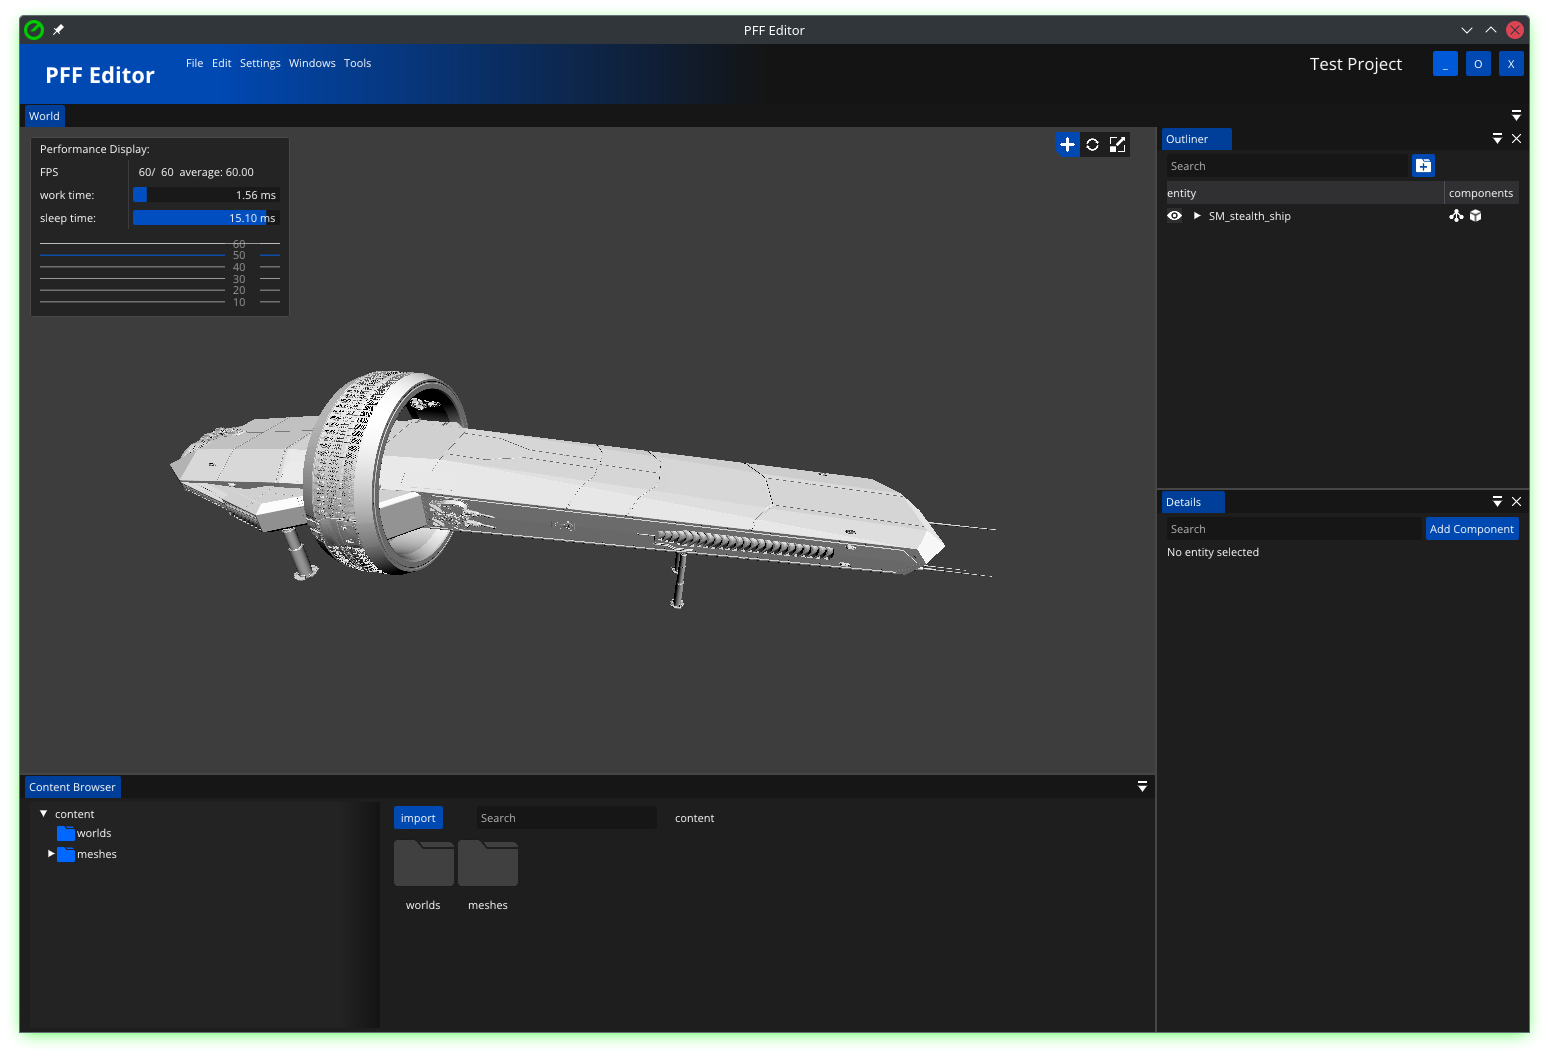 PFF Editor
PFF Editor
File Edit Settings Windows Tools
Test Project
_ O X
World
Performance Display:
FPS 60/ 60 average: 60.00
work time: 1.56 ms
sleep time: 15.10 ms
60
50
40
30
20
10
Outliner
Search
entity components
SM_stealth_ship
Details
Search Add Component
No entity selected
Content Browser
content
worlds
meshes
import Search content
worlds meshes